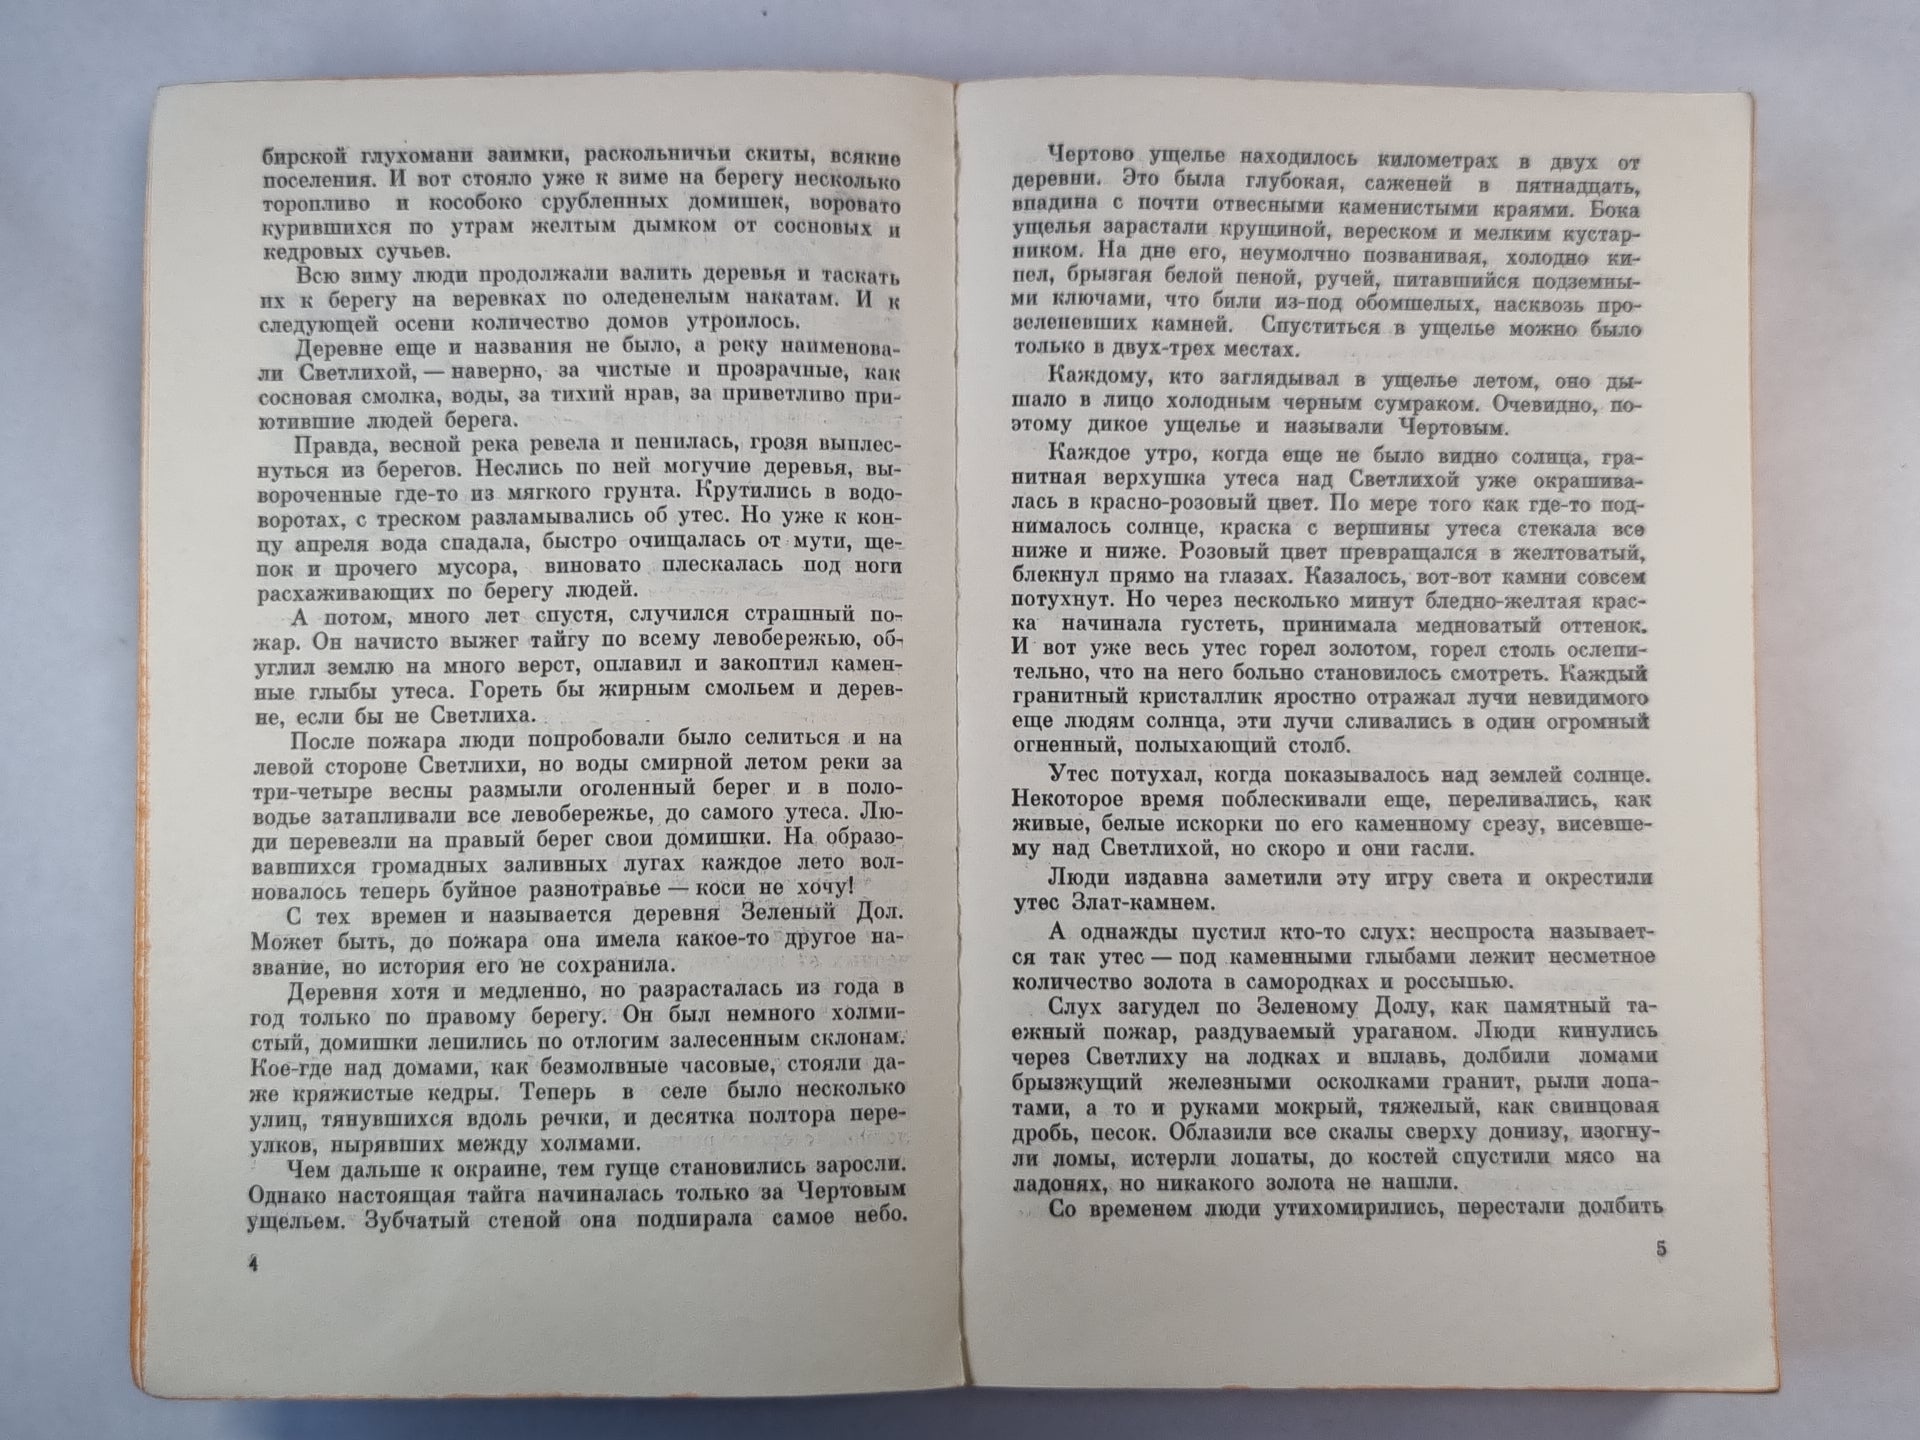 бирской глухомани заимки, раскольничьи скиты, всякие
поселения. И вот стояло уже к зиме на берегу несколько
торопливо и кособоко срубленных домишек, воровато
курившихся по утрам желтым дымком от сосновых и
кедровых сучьев.
Всю зиму люди продолжали валить деревья и таскать
их к берегу на веревках по оледенелым накатам. И к
следующей осени количество домов утроилось.
Деревне еще и названия не было, а реку наименова-
ли Светлихой, — наверно, за чистые и прозрачные, как
сосновая смолка, воды, за тихий нрав, за приветливо при-
ютившие людей берега.
Правда, весной река ревела и пенилась, грозя выплес-
нуться из берегов. Неслись по ней могучие деревья, вы-
вороченные где-то из мягкого грунта. Крутились в водо-
воротах, с треском разламывались об утес. Но уже к кон-
цу апреля вода спадала, быстро очищалась от мути, ще-
пок и прочего мусора, виновато плескалась под ноги
расхаживающих по берегу людей.
А потом, много лет спустя, случился страшный по-
жар. Он начисто выжег тайгу по всему левобережью, об-
углил землю на много верст, оплавил и закоптил камен-
ные глыбы утеса. Гореть бы жирным смольем и дерев-
не, если бы не Светлиха.
После пожара люди попробовали было селиться и на
левой стороне Светлихи, но воды смирной летом реки за
три-четыре весны размыли оголенный берег и в поло-
водье затапливали все левобережье, до самого утеса. Лю-
ди перевезли на правый берег свои домишки. На образо-
вавшихся громадных заливных лугах каждое лето вол-
новалось теперь буйное разнотравье — коси не хочу!
С тех времен и называется деревня Зеленый Дол.
Может быть, до пожара она имела какое-то другое на-
звание, но история его не сохранила.
Деревня хотя и медленно, но разрасталась из года в
год только по правому берегу. Он был немного холми-
стый, домишки лепились по отлогим залесенным склонам.
Кое-где над домами, как безмолвные часовые, стояли да-
же кряжистые кедры. Теперь в селе было несколько
улиц, тянувшихся вдоль речки, и десятка полтора пере-
улков, нырявших между холмами.
Чем дальше к окраине, тем гуще становились заросли.
Однако настоящая тайга начиналась только за Чертовым
ущельем. Зубчатый стеной она подпирала самое небо.
4
Чертово ущелье находилось километрах в двух от
деревни. Это была глубокая, саженей в пятнадцать,
впадина с почти отвесными каменистыми краями. Бока
ущелья зарастали крушиной, вереском и мелким кустар-
ником. На дне его, неумолчно позванивая, холодно ки-
пел, брызгая белой пеной, ручей, питавшийся подземны-
ми ключами, что били из-под обомшелых, насквозь про-
зеленевших камней. Спуститься в ущелье можно было
только в двух-трех местах.
Каждому, кто заглядывал в ущелье летом, оно ды-
шало в лицо холодным черным сумраком. Очевидно, по-
этому дикое ущелье и называли Чертовым.
Каждое утро, когда еще не было видно солнца, гра-
нитная верхушка утеса над Светлихой уже окрашива-
лась в красно-розовый цвет. По мере того как где-то под-
нималось солнце, краска с вершины утеса стекала все
ниже и ниже. Розовый цвет превращался в желтоватый,
блекнул прямо на глазах. Казалось, вот-вот камни совсем
потухнут. Но через несколько минут бледно-желтая крас-
ка начинала густеть, принимала медноватый оттенок.
И вот уже весь утес горел золотом, горел столь ослепи-
тельно, что на него больно становилось смотреть. Каждый
гранитный кристаллик яростно отражал лучи невидимого
еще людям солнца, эти лучи сливались в один огромный
огненный, полыхающий столб.
Утес потухал, когда показывалось над землей солнце.
Некоторое время поблескивали еще, переливались, как
живые, белые искорки по его каменному срезу, висевше-
му над Светлихой, но скоро и они гасли.
Люди издавна заметили эту игру света и окрестили
утес Злат-камнем.
А однажды пустил кто-то слух: неспроста называет-
ся так утес — под каменными глыбами лежит несметное
количество золота в самородках и россыпью.
Слух загудел по Зеленому Долу, как памятный та-
ежный пожар, раздуваемый ураганом. Люди кинулись
через Светлиху на лодках и вплавь, долбили ломами
брызжущий железными осколками гранит, рыли лопа-
тами, а то и руками мокрый, тяжелый, как свинцовая
дробь, песок. Облазили все скалы сверху донизу, изогну-
ли ломы, истерли лопаты, до костей спустили мясо на
ладонях, но никакого золота не нашли.
Со временем люди утихомирились, перестали долбить
5